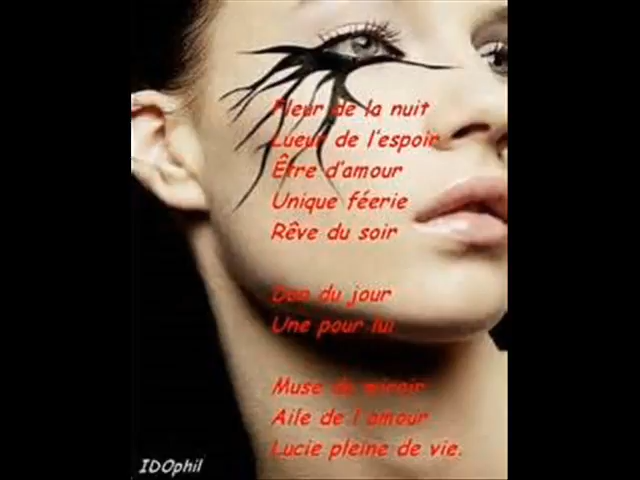 Fleur de la nuit
Lueur de l'espoir
Être d'amour
Unique féerie
Rêve du soir
Don du jour
Une pour lui
Muse du miroir
Aile de l'amour
Lucie pleine de vie.
IDOphil